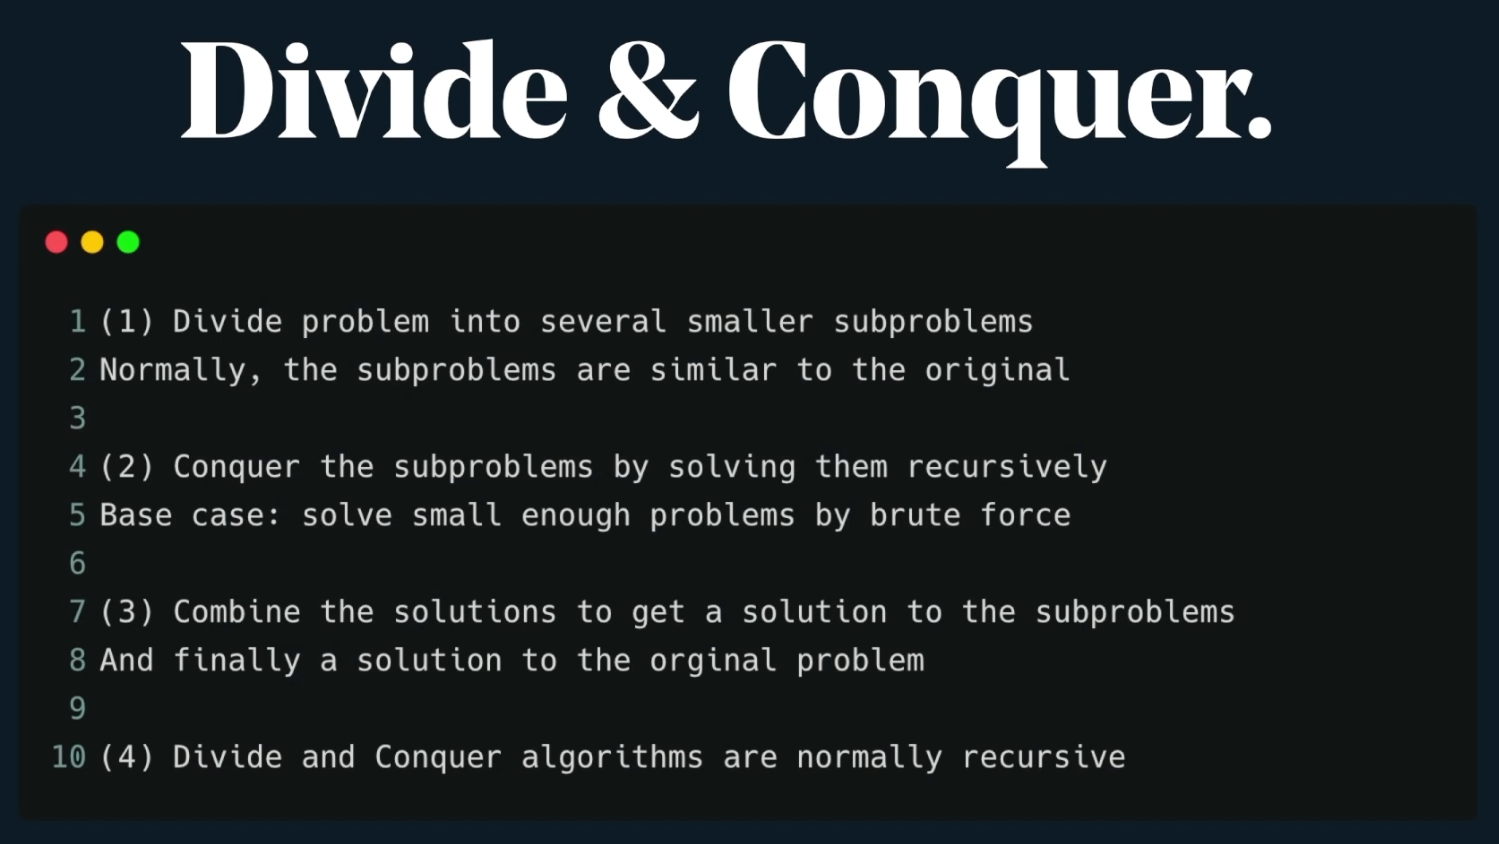 Divide & Conquer.
1 (1) Divide problem into several smaller subproblems
2 Normally, the subproblems are similar to the original
3
4 (2) Conquer the subproblems by solving them recursively
5 Base case: solve small enough problems by brute force
6
7 (3) Combine the solutions to get a solution to the subproblems
8 And finally a solution to the orginal problem
9
10 (4) Divide and Conquer algorithms are normally recursive